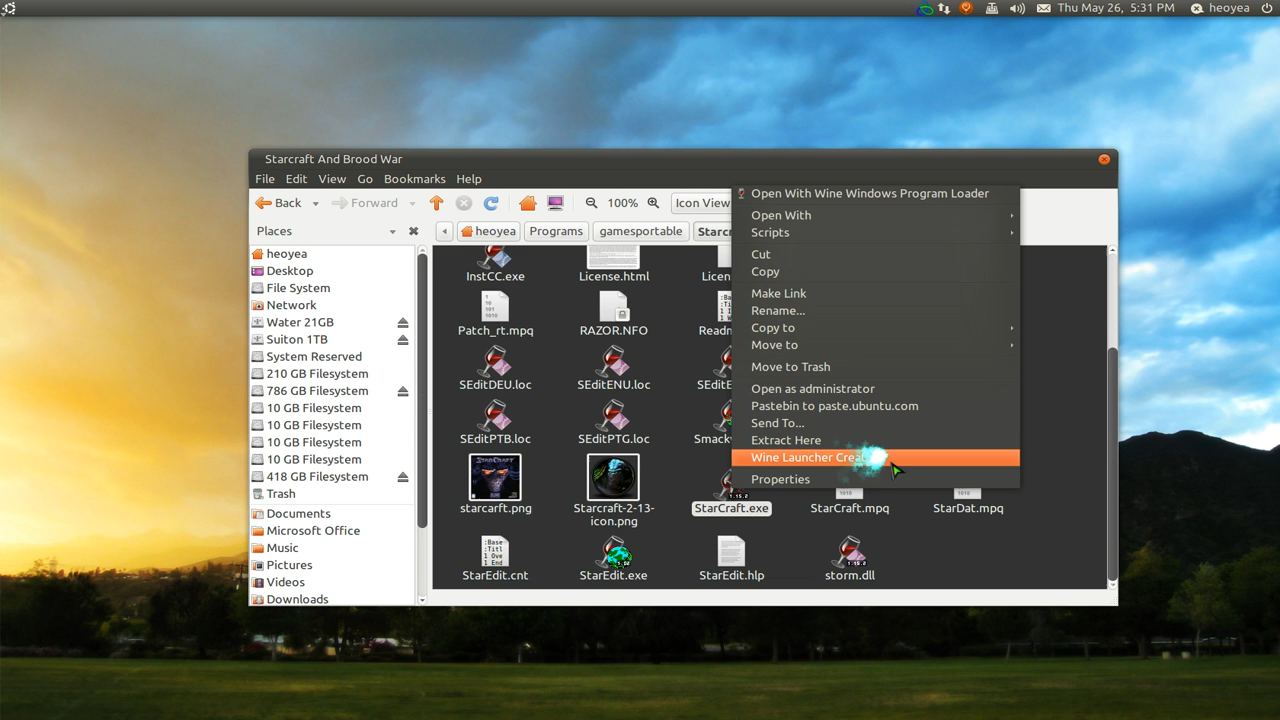 Thu May 26, 5:31 PM
heoyea
Starcraft And Brood War
File Edit View Go Bookmarks Help
Back Forward 100% Icon View
Places
heoyea Programs gamesportable
heoyea
Desktop
File System
Network
Water 21GB
Suiton 1TB
System Reserved
210 GB Filesystem
786 GB Filesystem
10 GB Filesystem
10 GB Filesystem
10 GB Filesystem
10 GB Filesystem
418 GB Filesystem
Trash
Documents
Microsoft Office
Music
Pictures
Videos
Downloads
InstCC.exe License.html
Patch_rt.mpq RAZOR.NFO
SEditDEU.loc SEditENU.loc
SEditPTB.loc SEditPTG.loc
starcarft.png Starcraft-2-13-
icon.png
StarCraft.exe StarCraft.mpq StarDat.mpq
StarEdit.cnt StarEdit.exe StarEdit.hlp storm.dll
Open With Wine Windows Program Loader
Open With
Scripts
Cut
Copy
Make Link
Rename...
Copy to
Move to
Move to Trash
Open as administrator
Pastebin to paste.ubuntu.com
Send To...
Extract Here
Wine Launcher
Properties